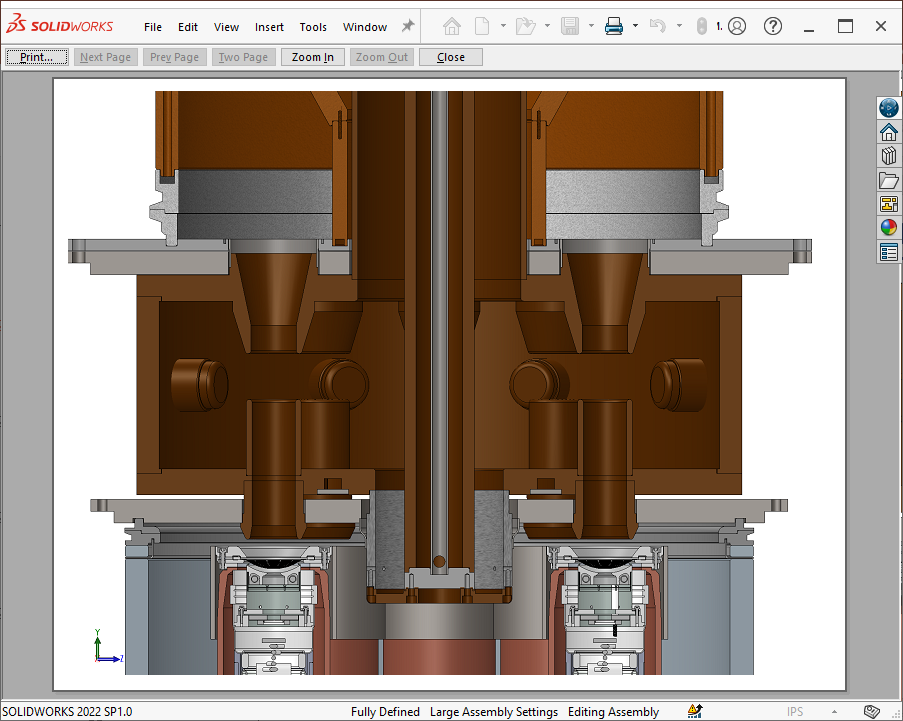 SOLIDWORKS File Edit View Insert Tools Window 1. ?
Print... Next Page Prev Page Two Page Zoom In Zoom Out Close
Y
Z
SOLIDWORKS 2022 SP1.0 Fully Defined Large Assembly Settings Editing Assembly IPS